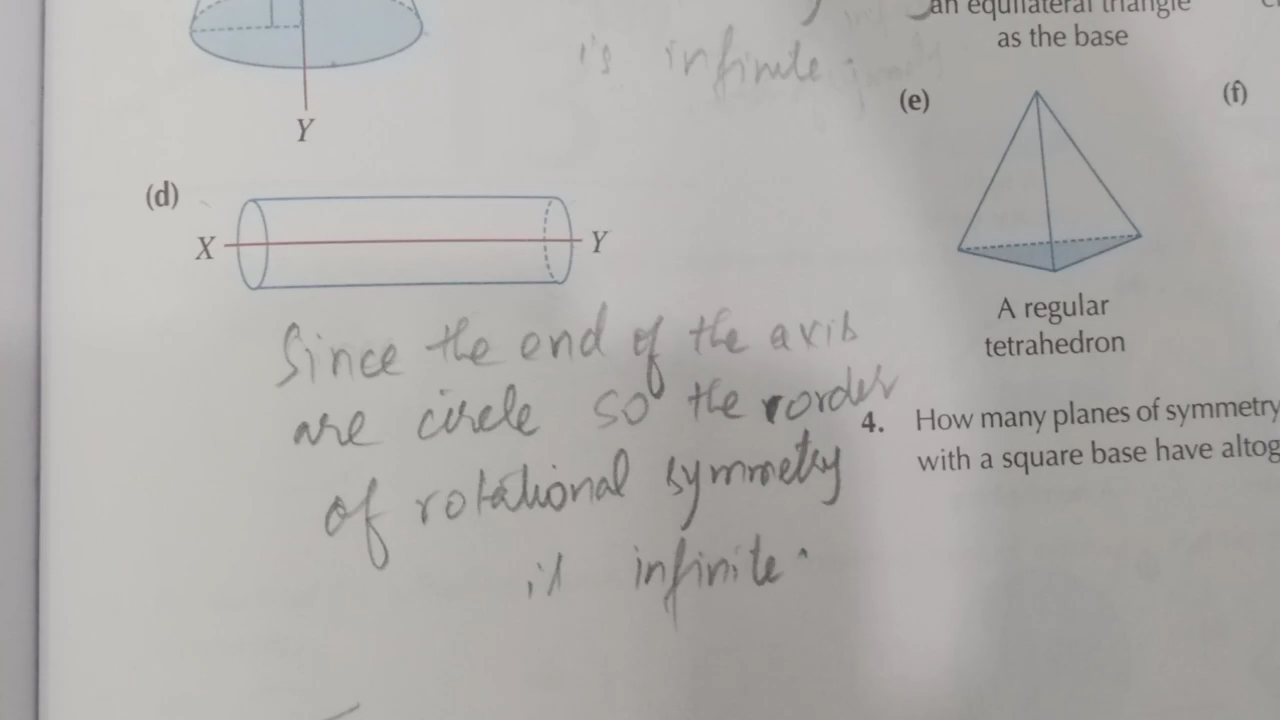 Y
is infinite.
(d)
X
Y
Since the end of the axis
are circle so the order
of rotational symmetry
is infinite.
an equilateral triangle
as the base
(e)
(f)
A regular
tetrahedron
4. How many planes of symmetry
with a square base have altog